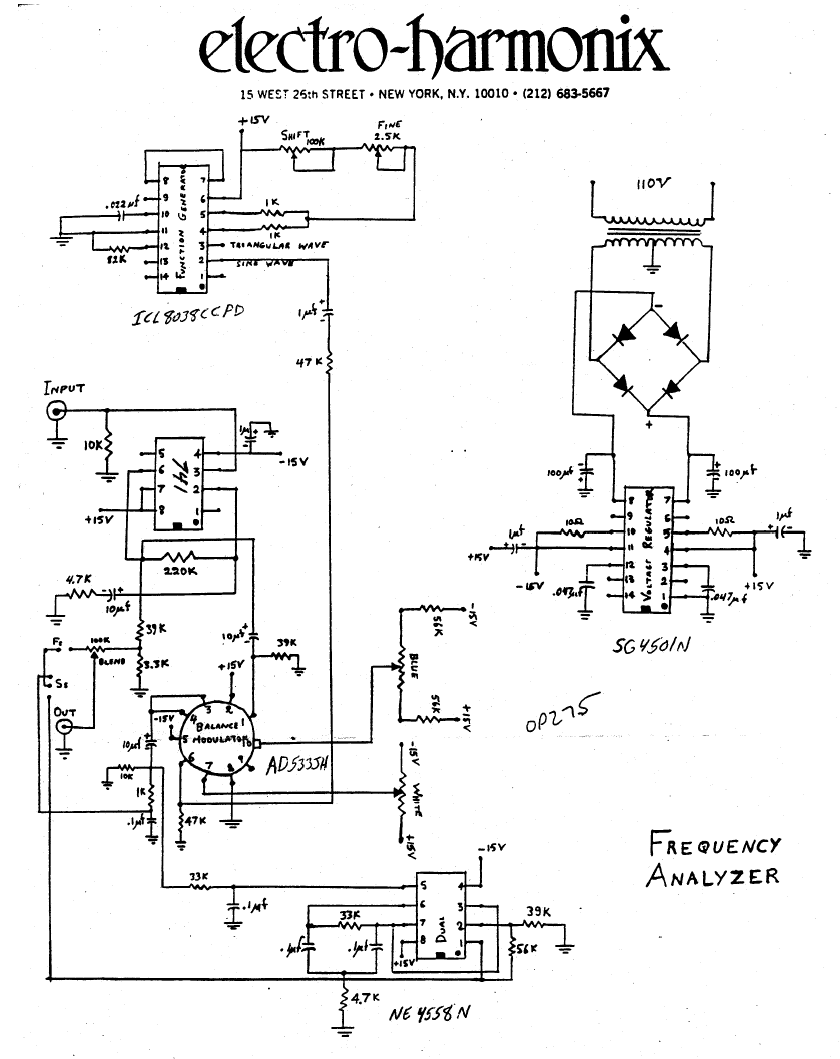 electro-harmonix
15 WEST 26th STREET • NEW YORK, N.Y. 10010 • (212) 683-5667
+15V
SHIFT
100K
FINE
2.5K
8
7
9
6
10
5
11
4
12
3
13
2
14
1
FUNCTION GENERATOR
.022µf
82K
1K
1K
TRIANGULAR WAVE
SINE WAVE
ICL8038CCPD
1µf
+
-
47K
110V
-
+
100µf
-
+
+
100µf
8
7
9
6
10
5
11
4
12
3
13
2
14
1
VOLTAGE REGULATOR
10Ω
10Ω
1µf
+ -
+15V
-15V
1µf
+ -
+15V
.047µf
.047µf
SG4501N
INPUT
10K
1µf
+
-
-15V
5
4
6
3
7
2
8
1
741
+15V
220K
4.7K
- +
10µf
39K
3.3K
FS
100K
BLEND
SS
OUT
10µf
+
39K
+15V
-15V
BALANCE
MODULATOR
1
2
3
4
5
6
7
8
9
10
AD533JH
10µf
+
10K
1K
.1µf
47K
56K
-15V
BLUE
56K
+15V
-15V
WHITE
+15V
OP275
FREQUENCY
ANALYZER
33K
.1µf
5
4
6
3
7
2
8
1
DUAL
-15V
+15V
33K
.1µf
.1µf
39K
56K
4.7K
NE4558N